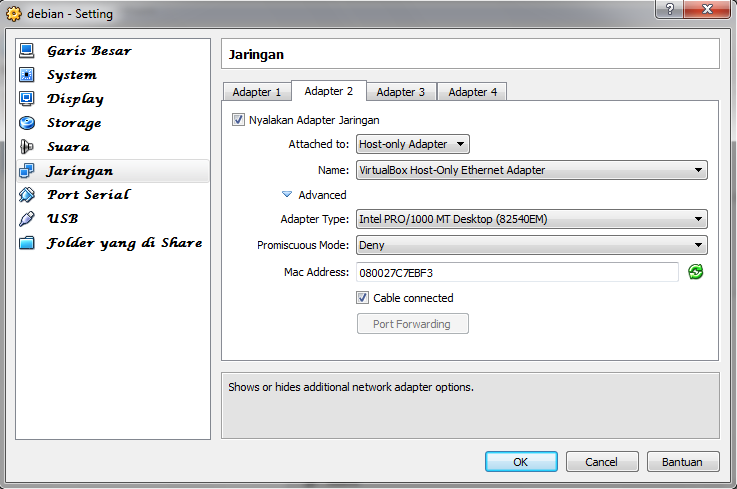 debian - Setting
Garis Besar
System
Display
Storage
Suara
Jaringan
Port Serial
USB
Folder yang di Share
Jaringan
Adapter 1
Adapter 2
Adapter 3
Adapter 4
Nyalakan Adapter Jaringan
Attached to: Host-only Adapter
Name: VirtualBox Host-Only Ethernet Adapter
Advanced
Adapter Type: Intel PRO/1000 MT Desktop (82540EM)
Promiscuous Mode: Deny
Mac Address: 080027C7EBF3
Cable connected
Port Forwarding
Shows or hides additional network adapter options.
OK
Cancel
Bantuan